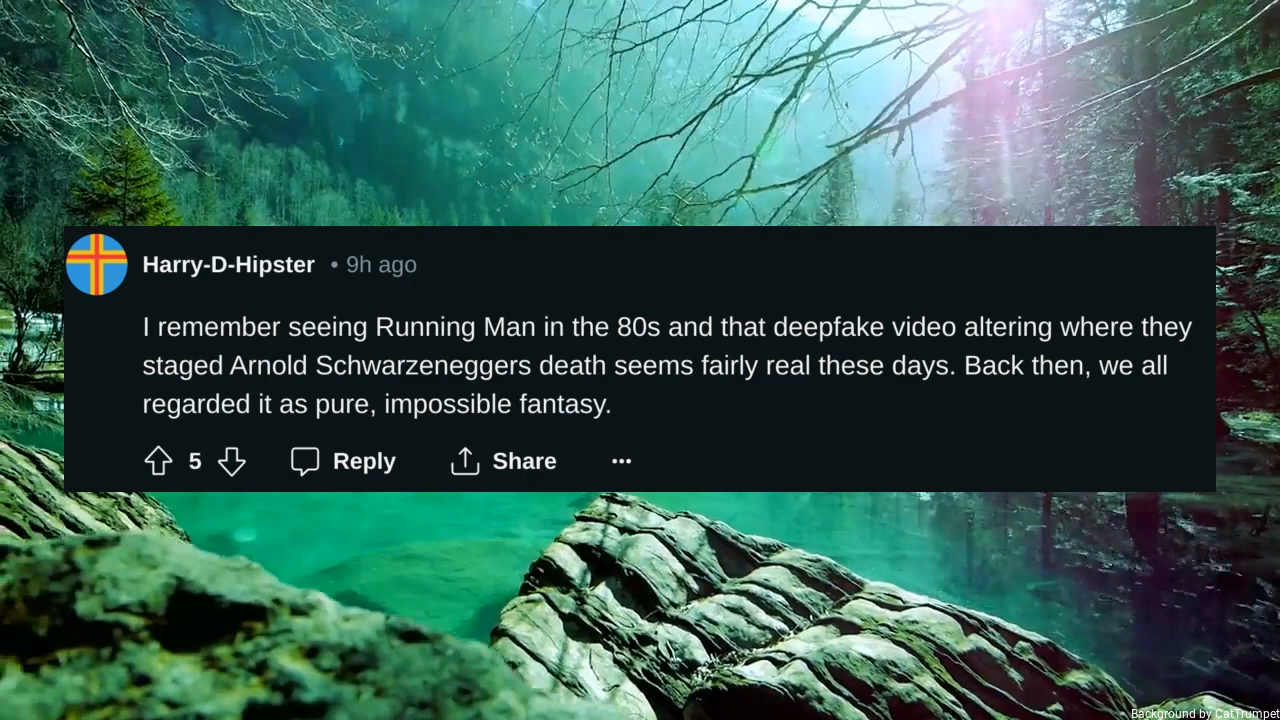 Harry-D-Hipster • 9h ago
I remember seeing Running Man in the 80s and that deepfake video altering where they
staged Arnold Schwarzeneggers death seems fairly real these days. Back then, we all
regarded it as pure, impossible fantasy.
5 Reply Share ...
Background by CatTrumpet